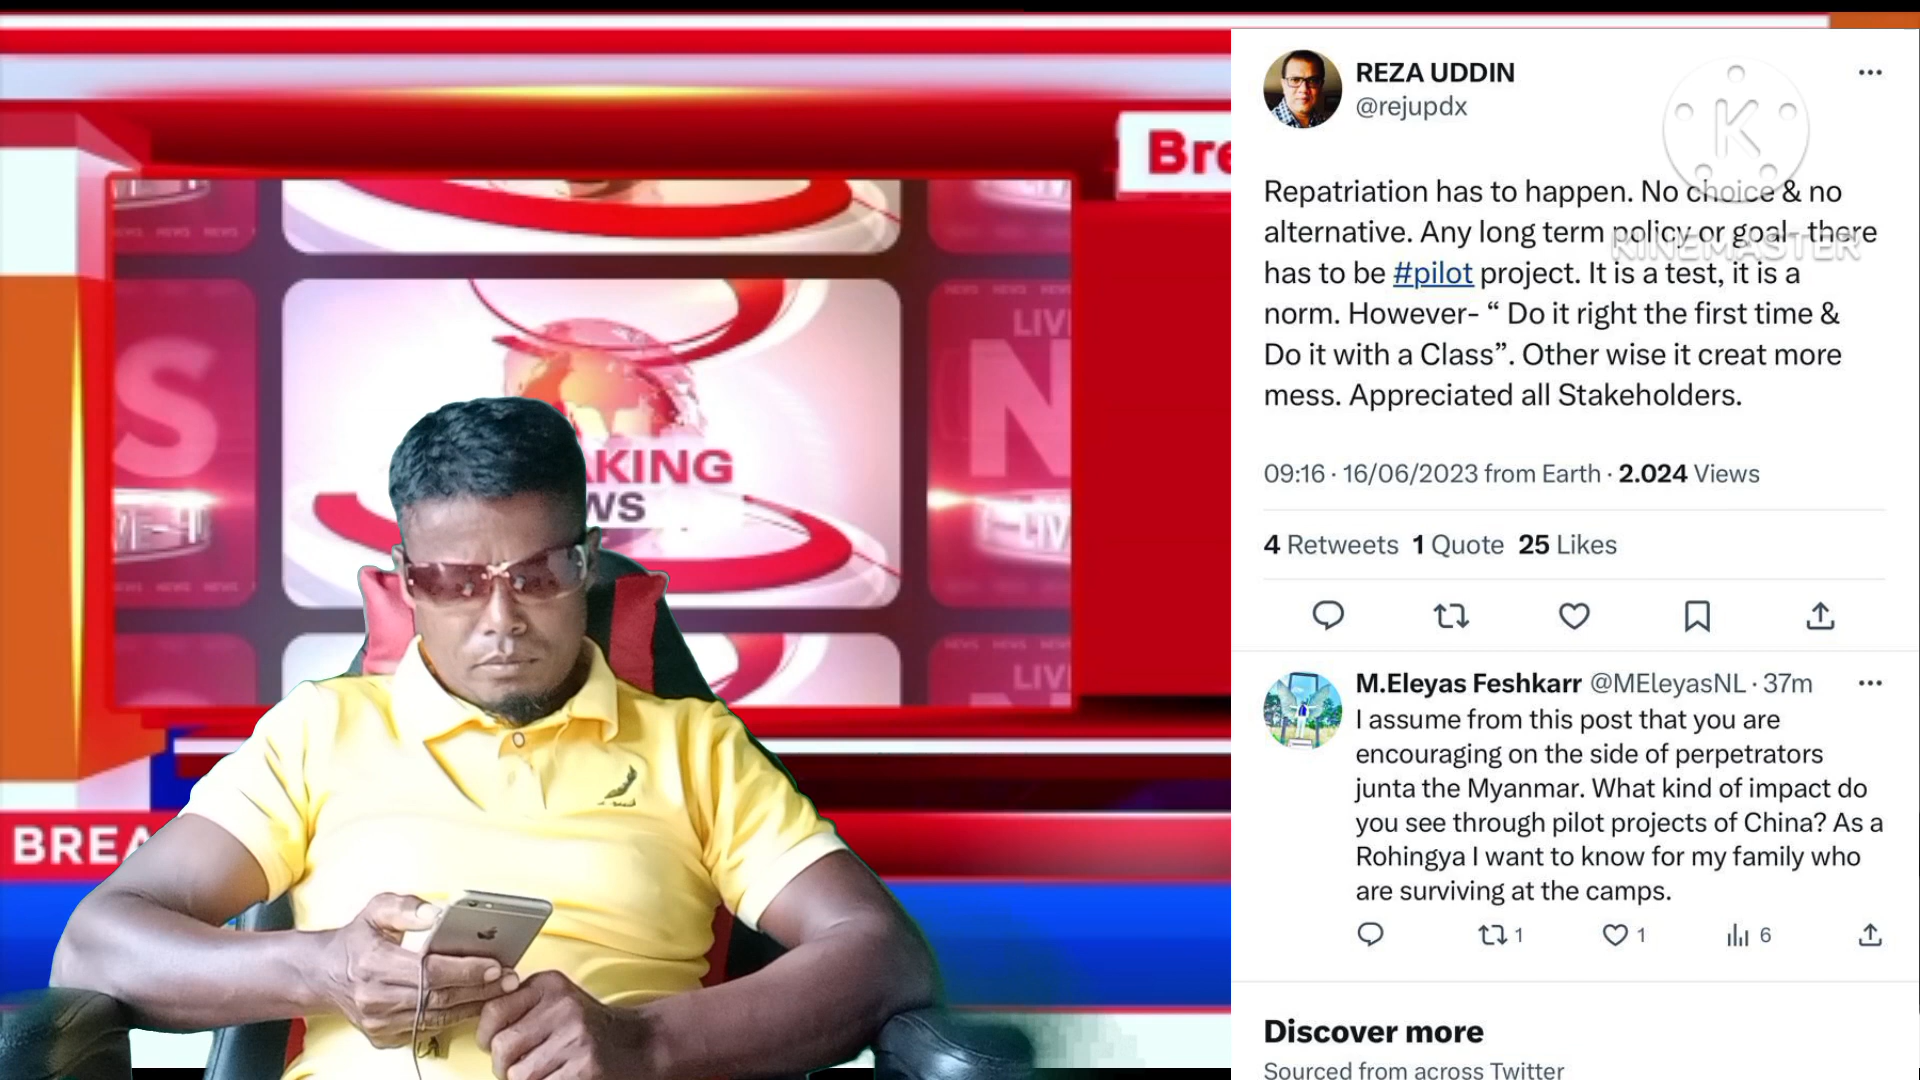 Bre
NEWS
LIVE
S
N
AKING
WS
BREA
REZA UDDIN
@rejupdx
K
KINEMASTER
Repatriation has to happen. No choice & no
alternative. Any long term policy or goal- there
has to be #pilot project. It is a test, it is a
norm. However- “ Do it right the first time &
Do it with a Class”. Other wise it creat more
mess. Appreciated all Stakeholders.
09:16 · 16/06/2023 from Earth · 2.024 Views
4 Retweets 1 Quote 25 Likes
M.Eleyas Feshkarr @MEleyasNL · 37m
I assume from this post that you are
encouraging on the side of perpetrators
junta the Myanmar. What kind of impact do
you see through pilot projects of China? As a
Rohingya I want to know for my family who
are surviving at the camps.
1 1 6
Discover more
Sourced from across Twitter